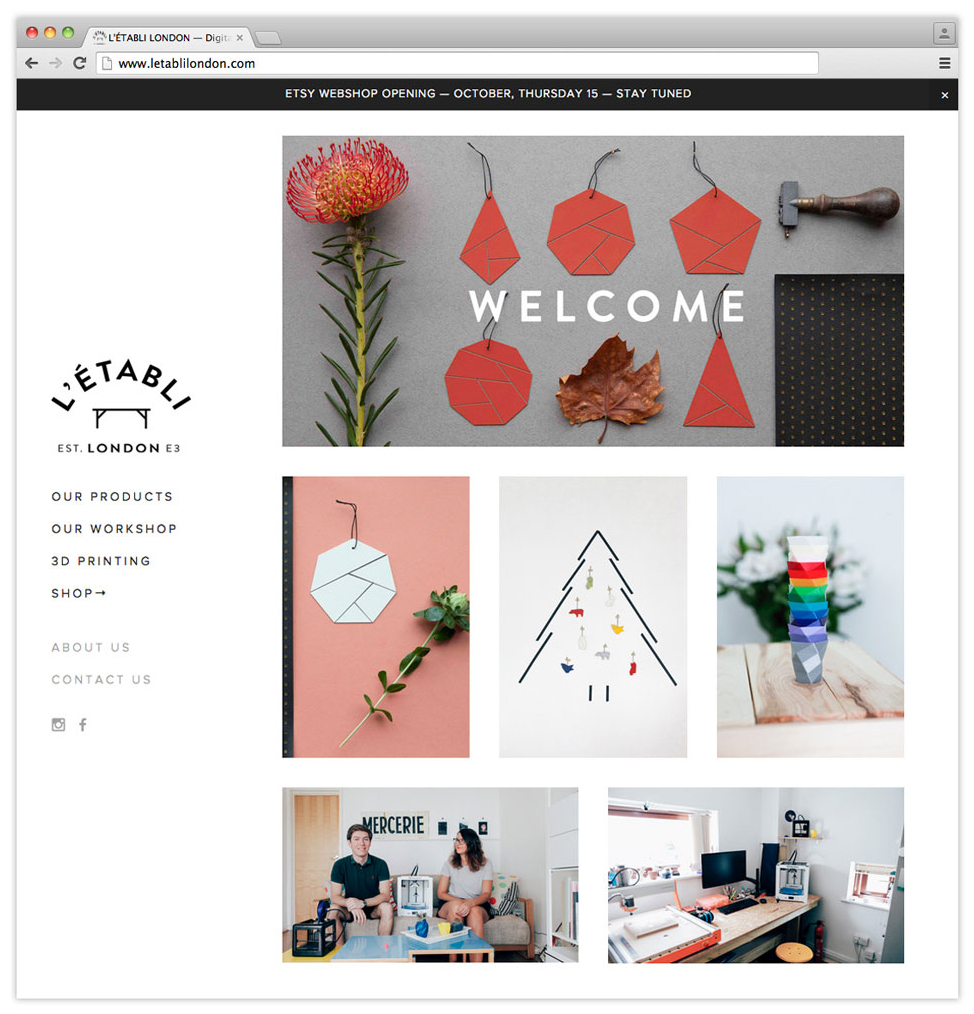 L'ÉTABLI LONDON — Digita
www.letablilondon.com
ETSY WEBSHOP OPENING — OCTOBER, THURSDAY 15 — STAY TUNED
WELCOME
L'ÉTABLI
EST. LONDON E3
OUR PRODUCTS
OUR WORKSHOP
3D PRINTING
SHOP→
ABOUT US
CONTACT US
MERCERIE